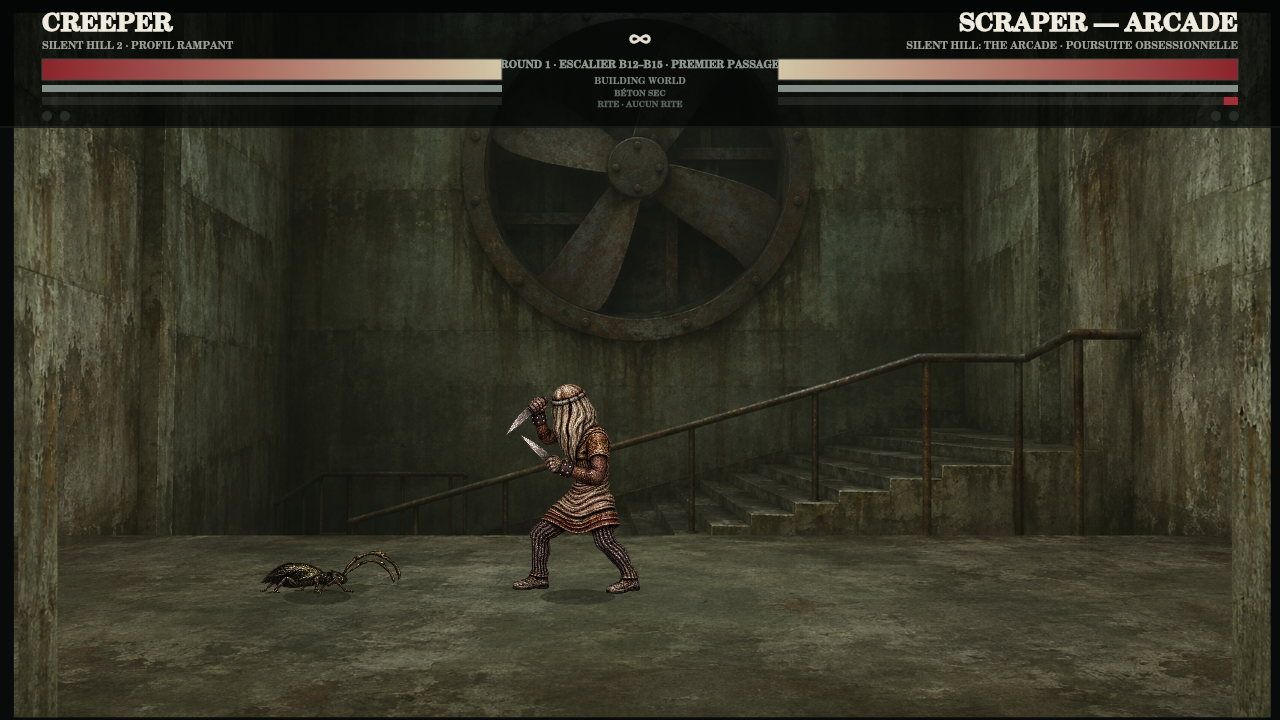 CREEPER
SILENT HILL 2 · PROFIL RAMPANT
∞
ROUND 1 · ESCALIER B12–B15 · PREMIER PASSAGE
BUILDING WORLD
BÉTON SEC
RITE · AUCUN RITE
SCRAPER — ARCADE
SILENT HILL: THE ARCADE · POURSUITE OBSESSIONNELLE